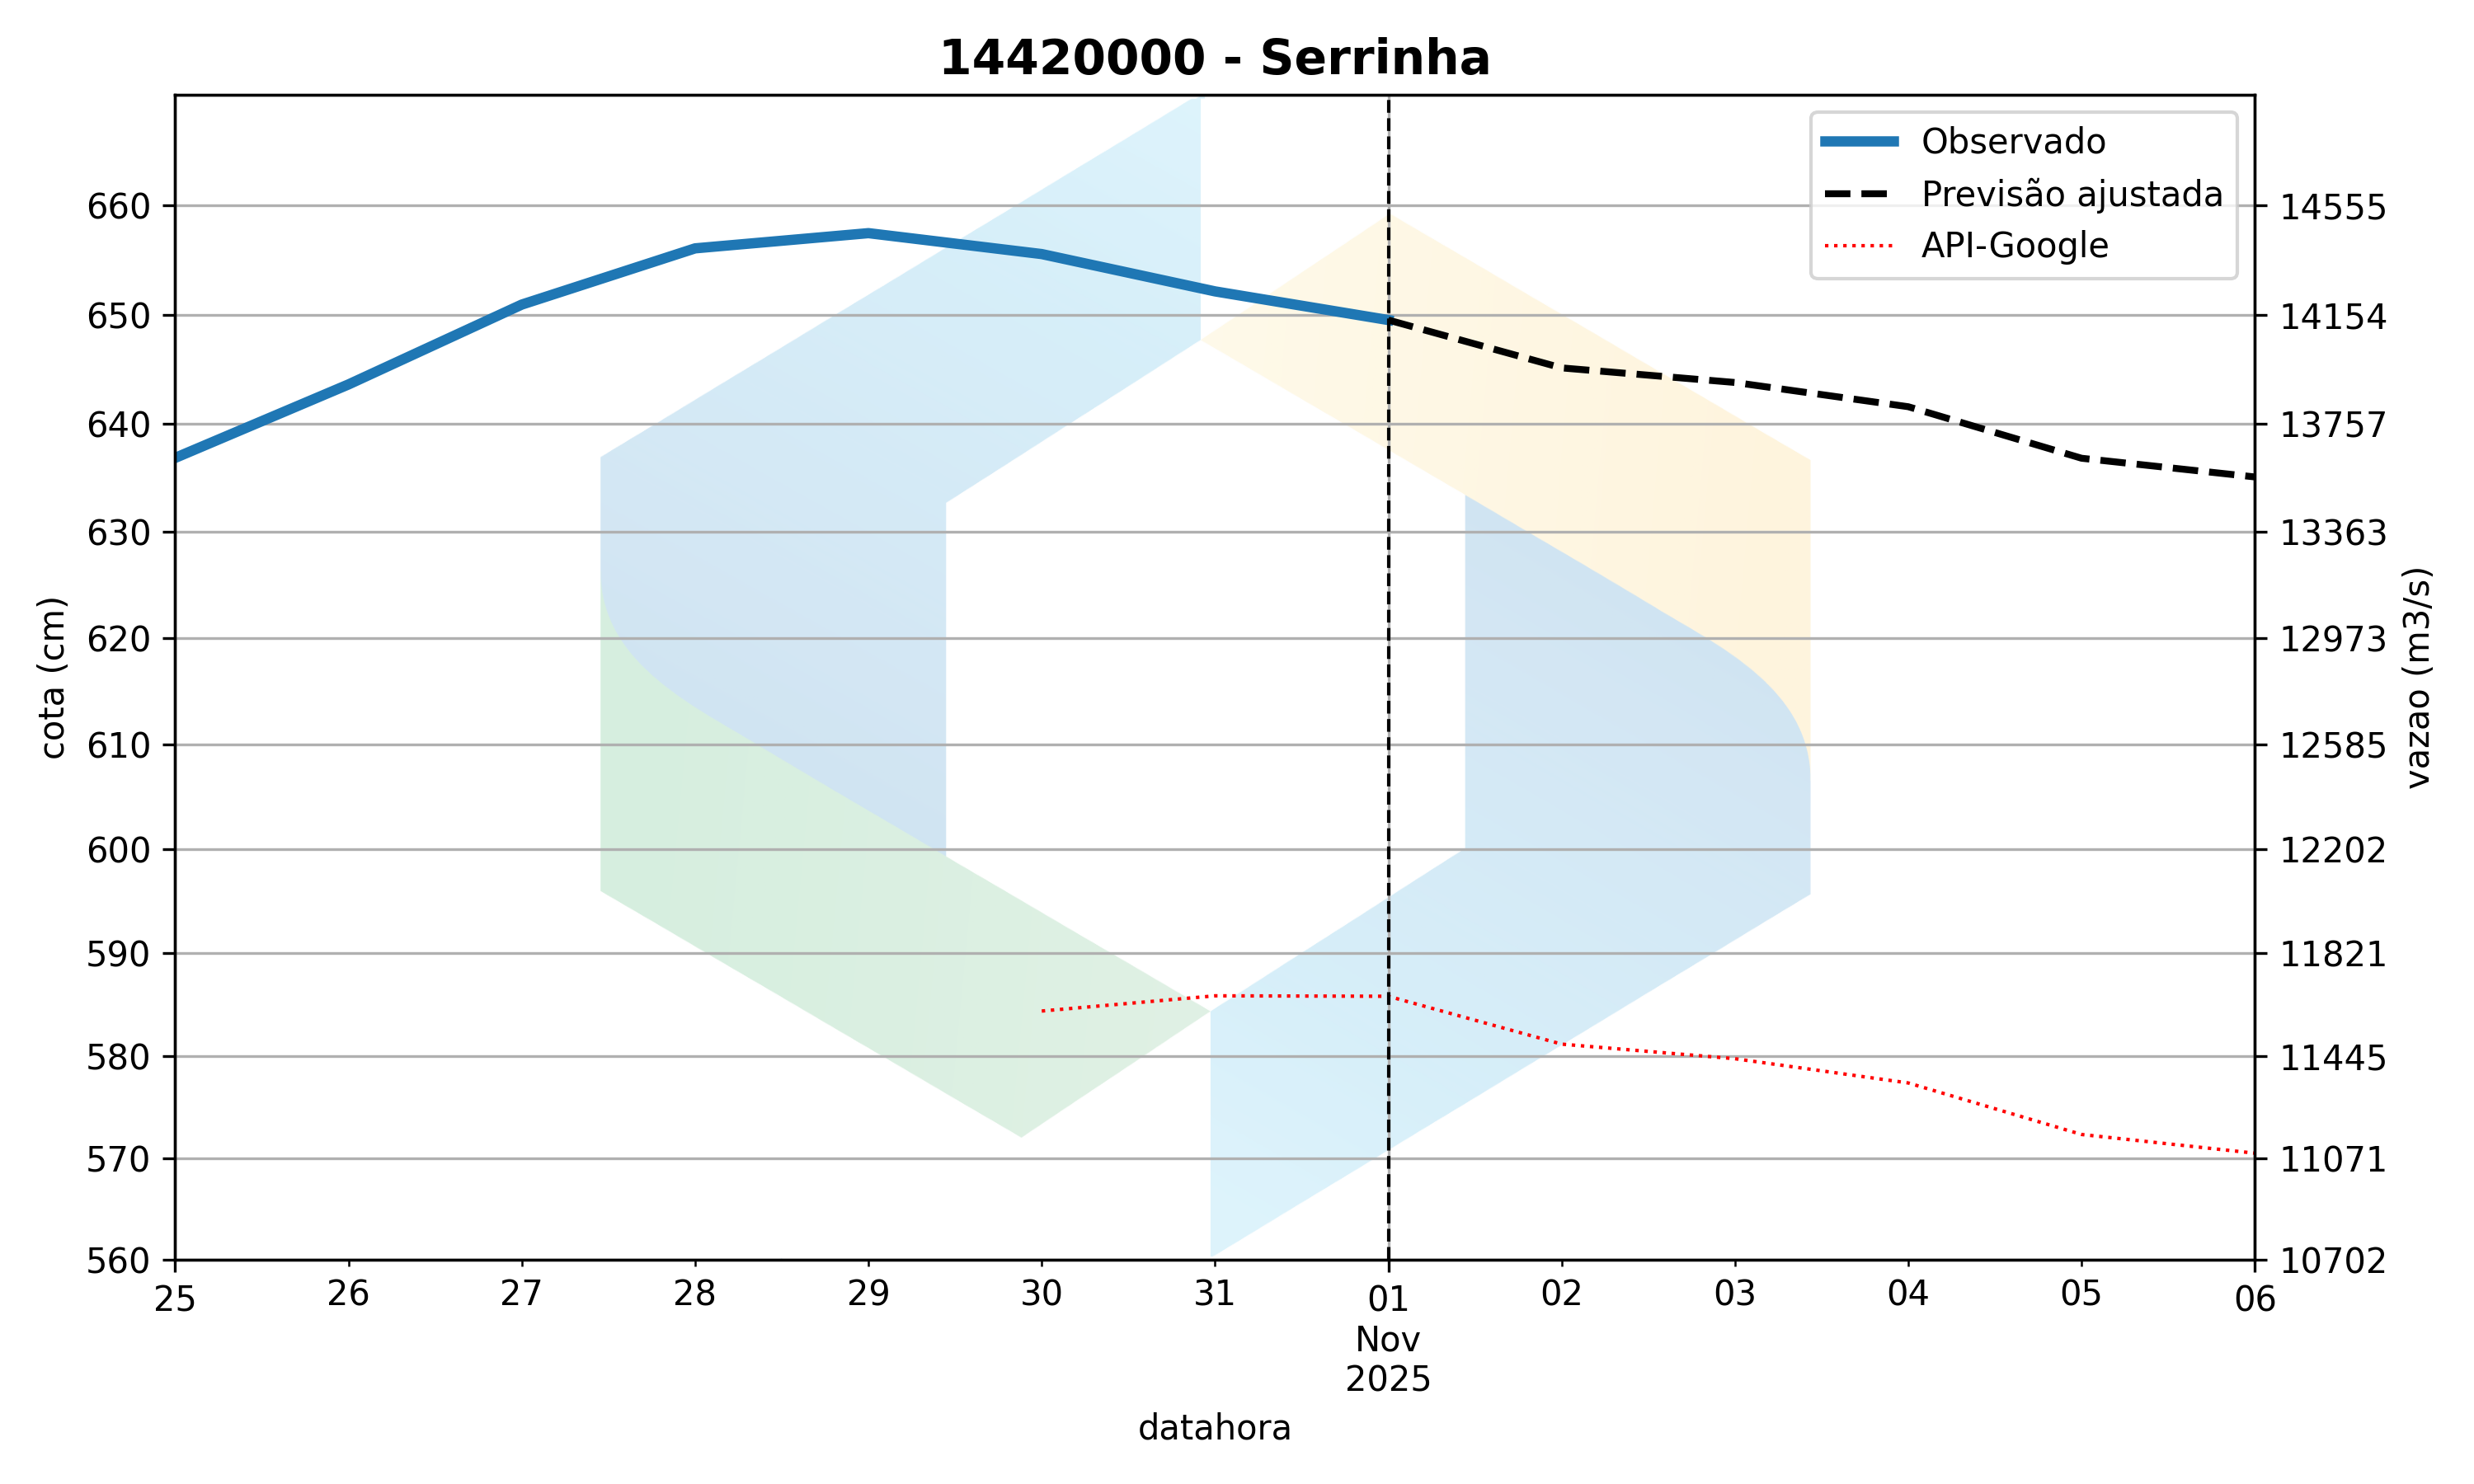 14420000 - Serrinha
Observado
Previsão ajustada
API-Google
cota (cm)
660
650
640
630
620
610
600
590
580
570
560
14555
14154
13757
13363
12973
12585
12202
11821
11445
11071
10702
vazao (m3/s)
25 26 27 28 29 30 31 01 02 03 04 05 06
Nov
2025
datahora